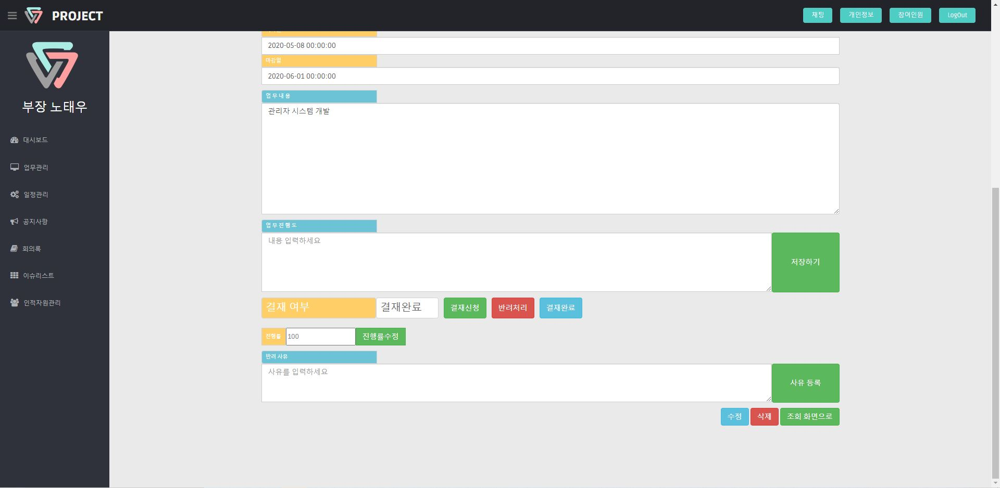 PROJECT
채팅
개인정보
참여인원
LogOut
부장 노태우
대시보드
업무관리
일정관리
공지사항
회의록
이슈리스트
인적자원관리
2020-05-08 00:00:00
마감일
2020-06-01 00:00:00
업 무 내 용
관리자 시스템 개발
업 무 진 행 도
내용 입력하세요
저장하기
결재 여부
결재완료
결재신청
반려처리
결재완료
진행률
100
진행률수정
반려 사유
사유를 입력하세요
사유 등록
수정
삭제
조회 화면으로